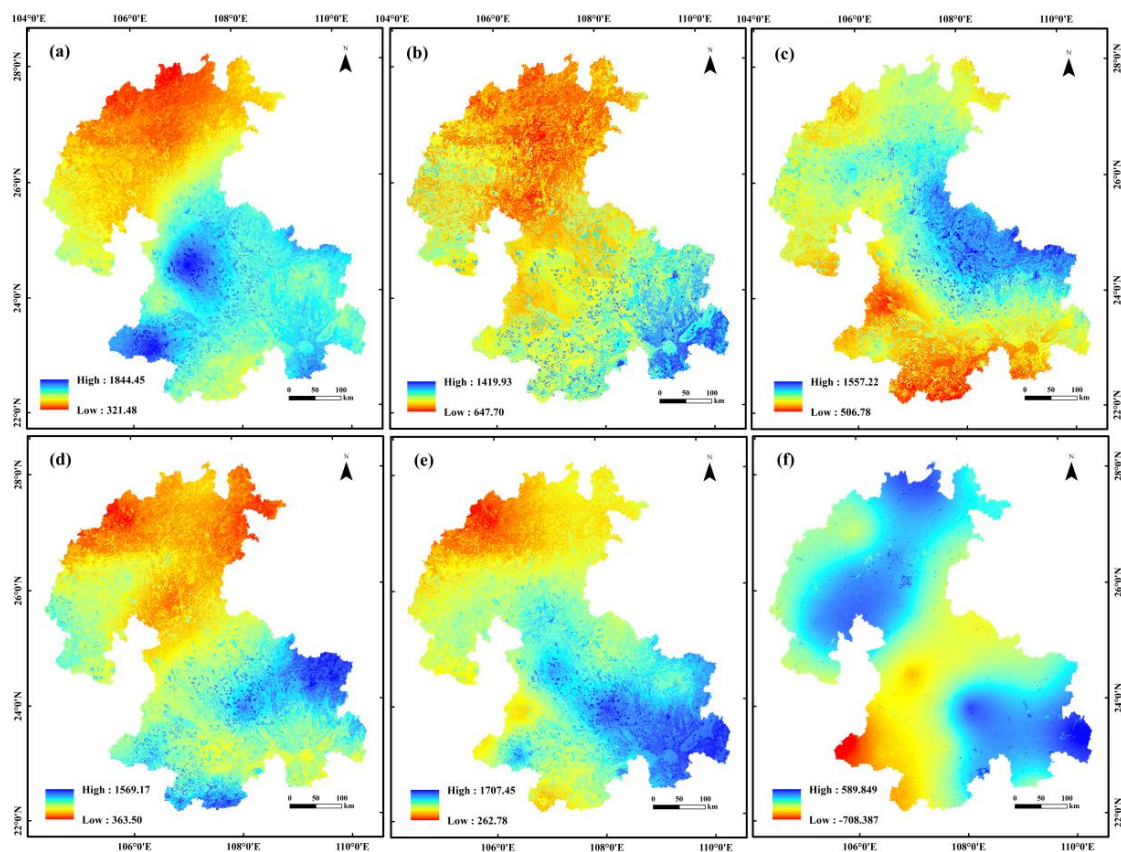 104°0'E 106°0'E 108°0'E 110°0'E 106°0'E 108°0'E 110°0'E 106°0'E 108°0'E 110°0'E
(a) N (b) N (c) N
28°0'N 28°0'N
26°0'N 26°0'N
24°0'N 24°0'N
High : 1844.45 High : 1419.93 High : 1557.22
0 50 100 0 50 100 0 50 100
Low : 321.48 km Low : 647.70 km Low : 506.78 km
22°0'N 22°0'N
(d) N (e) N (f) N
28°0'N 28°0'N
26°0'N 26°0'N
24°0'N 24°0'N
High : 1569.17 High : 1707.45 High : 589.849
0 50 100 0 50 100 0 50 100
Low : 363.50 km Low : 262.78 km Low : -708.387 km
22°0'N 22°0'N
106°0'E 108°0'E 110°0'E 106°0'E 108°0'E 110°0'E 106°0'E 108°0'E 110°0'E